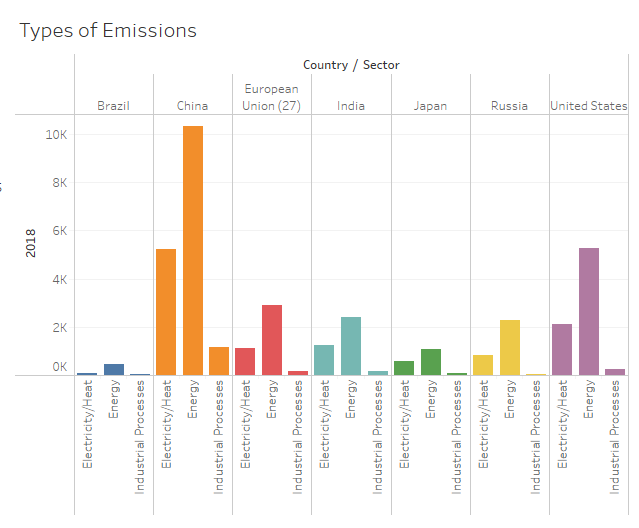 Types of Emissions
Country / Sector
Brazil
China
European
Union (27)
India
Japan
Russia
United States
2018
10K
8K
6K
4K
2K
0K
Electricity/Heat
Energy
Industrial Processes
Electricity/Heat
Energy
Industrial Processes
Electricity/Heat
Energy
Industrial Processes
Electricity/Heat
Energy
Industrial Processes
Electricity/Heat
Energy
Industrial Processes
Electricity/Heat
Energy
Industrial Processes
Electricity/Heat
Energy
Industrial Processes